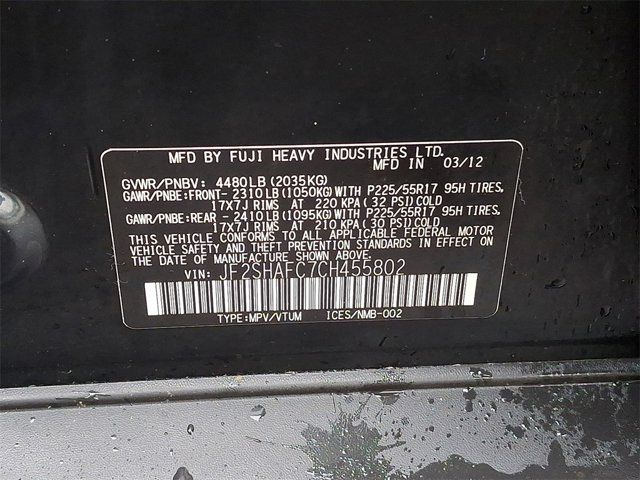 MFD BY FUJI HEAVY INDUSTRIES LTD.
MFD IN 03/12
GVWR/PNBV: 4480LB(2035KG)
GAWR/PNBE:FRONT-2310LB(1050KG)WITH P225/55R17 95H TIRES,
17X7J RIMS AT 220 KPA(32 PSI)COLD
GAWR/PNBE:REAR -2410LB(1095KG)WITH P225/55R17 95H TIRES,
17X7J RIMS AT 210 KPA(30 PSI)COLD
THIS VEHICLE CONFORMS TO ALL APPLICABLE FEDERAL MOTOR
VEHICLE SAFETY AND THEFT PREVENTION STANDARDS IN EFFECT ON
THE DATE OF MANUFACTURE SHOWN ABOVE.
VIN: JF2SHAFC7CH455802
TYPE:MPV/VTUM ICES/NMB-002